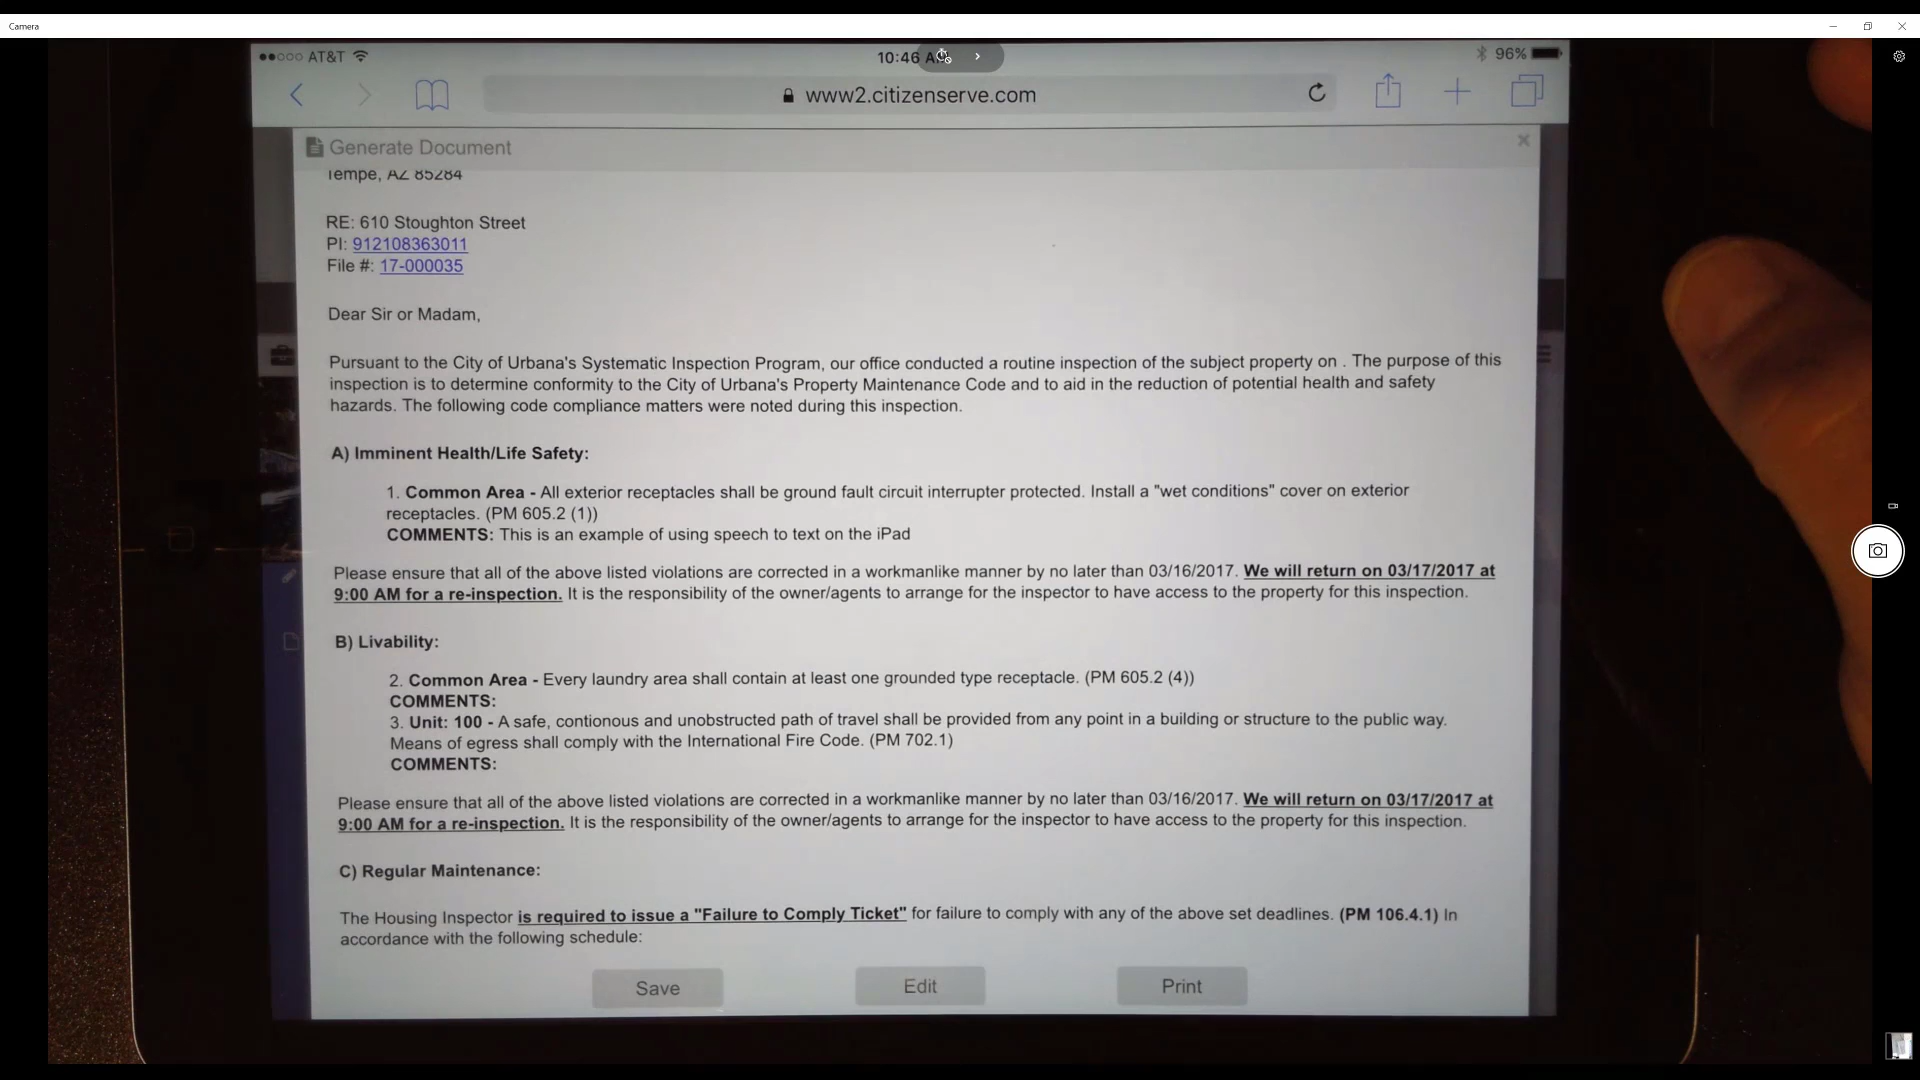 Camera
AT&T
10:46 A
96%
www2.citizenserve.com
Generate Document
Tempe, AZ 85284
RE: 610 Stoughton Street
PI: 912108363011
File #: 17-000035
Dear Sir or Madam,
Pursuant to the City of Urbana's Systematic Inspection Program, our office conducted a routine inspection of the subject property on . The purpose of this
inspection is to determine conformity to the City of Urbana's Property Maintenance Code and to aid in the reduction of potential health and safety
hazards. The following code compliance matters were noted during this inspection.
A) Imminent Health/Life Safety:
1. Common Area - All exterior receptacles shall be ground fault circuit interrupter protected. Install a "wet conditions" cover on exterior
receptacles. (PM 605.2 (1))
COMMENTS: This is an example of using speech to text on the iPad
Please ensure that all of the above listed violations are corrected in a workmanlike manner by no later than 03/16/2017. We will return on 03/17/2017 at
9:00 AM for a re-inspection. It is the responsibility of the owner/agents to arrange for the inspector to have access to the property for this inspection.
B) Livability:
2. Common Area - Every laundry area shall contain at least one grounded type receptacle. (PM 605.2 (4))
COMMENTS:
3. Unit: 100 - A safe, contionous and unobstructed path of travel shall be provided from any point in a building or structure to the public way.
Means of egress shall comply with the International Fire Code. (PM 702.1)
COMMENTS:
Please ensure that all of the above listed violations are corrected in a workmanlike manner by no later than 03/16/2017. We will return on 03/17/2017 at
9:00 AM for a re-inspection. It is the responsibility of the owner/agents to arrange for the inspector to have access to the property for this inspection.
C) Regular Maintenance:
The Housing Inspector is required to issue a "Failure to Comply Ticket" for failure to comply with any of the above set deadlines. (PM 106.4.1) In
accordance with the following schedule:
Save
Edit
Print